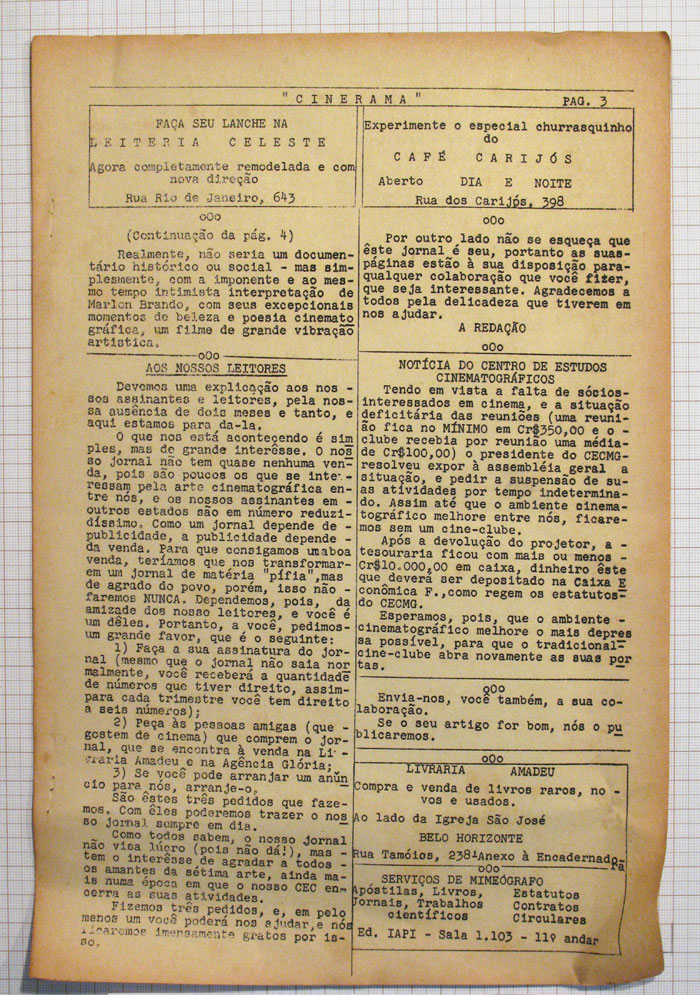 "CINERAMA" PAG. 3
FAÇA SEU LANCHE NA
LEITERIA CELESTE
Agora completamente remodelada e com
nova direção
Rua Rio de Janeiro, 643
oOo
(Continuação da pág. 4)
Realmente, não seria um documen-
tário histórico ou social - mas sim-
plesmente, com a imponente e ao mes-
mo tempo intimista interpretação de
Marlon Brando, com seus excepcionais
momentos de beleza e poesia cinemato
gráfica, um filme de grande vibração
artística.
oOo
AOS NOSSOS LEITORES
Devemos uma explicação aos nos -
sos assinantes e leitores, pela nos-
sa ausência de dois meses e tanto, e
aqui estamos para da-la.
O que nos está acontecendo é sim
ples, mas de grande interêsse. O nos
so jornal não tem quase nenhuma ven-
da, pois são poucos os que se inte -
ressam pela arte cinematográfica en-
tre nós, e os nossos assinantes em -
outros estados são em número reduzi-
díssimo. Como um jornal depende de -
publicidade, a publicidade depende -
da venda. Para que consigamos umaboa
venda, teríamos que nos transformar-
em um jornal de matéria "pífia",mas
de agrado do povo, porém, isso não -
faremos NUNCA. Dependemos, pois, da
amizade dos nosso leitores, e você é
um dêles. Portanto, a você, pedimos-
um grande favor, que é o seguinte:
1) Faça a sua assinatura do jor-
nal (mesmo que o jornal não saia nor
malmente, você receberá a quantidade
de números que tiver direito, assim-
para cada trimestre você tem direito
a seis números);
2) Peça às pessoas amigas (que -
gostem de cinema) que comprem o jor-
nal, que se encontra à venda na Li-
vraria Amadeu e na Agência Glória;
3) Se você pode arranjar um anún
cio para nós, arranje-o.
São êstes três pedidos que faze-
mos. Com êles poderemos trazer o nos
so jornal sempre em dia.
Como todos sabem, o nosso jornal
não visa lúcro (pois não dá!), mas -
tem o interêsse de agradar a todos -
os amantes da sétima arte, ainda ma-
is numa época em que o nosso CEC en-
cerra as suas atividades.
Fizemos três pedidos, e, em pelo
menos um você poderá nos ajudar,e nós
ficaremos imensamente gratos por is-
so.
Experimente o especial churrasquinho
do
CAFÉ CARIJÓS
Aberto DIA E NOITE
Rua dos Carijós, 398
oOo
Por outro lado não se esqueça que
êste jornal é seu, portanto as suas-
páginas estão à sua disposição para-
qualquer colaboração que você fizer,
que seja interessante. Agradecemos a
todos pela delicadeza que tiverem em
nos ajudar.
A REDAÇÃO
oOo
NOTÍCIA DO CENTRO DE ESTUDOS
CINEMATOGRÁFICOS
Tendo em vista a falta de sócios-
interessados em cinema, e a situação
deficitária das reuniões (uma reuni-
ão fica no MÍNIMO em Cr$350,00 e o -
clube recebia por reunião uma média-
de Cr$100,00) o presidente do CECMG-
resolveu expor à assembléia geral a
situação, e pedir a suspensão de su-
as atividades por tempo indetermina-
do. Assim até que o ambiente cinema-
tográfico melhore entre nós, ficare-
mos sem um cine-clube.
Após a devolução do projetor, a -
tesouraria ficou com mais ou menos -
Cr$10.000,00 em caixa, dinheiro êste
que deverá ser depositado na Caixa E
conômica F.,como regem os estatutos-
do CECMG.
Esperamos, pois, que o ambiente -
cinematográfico melhore o mais depres
sa possível, para que o tradicional-
cine-clube abra novamente as suas por
tas.
oOo
Envia-nos, você também, a sua co-
laboração.
Se o seu artigo for bom, nós o pu
blicaremos.
oOo
LIVRARIA AMADEU
Compra e venda de livros raros, no -
vos e usados.
Ao lado da Igreja São José
BELO HORIZONTE
Rua Tamóios, 238-Anexo à Encadernado-
ra
oOo
SERVIÇOS DE MIMEÓGRAFO
Apóstilas, Livros, Estatutos
Jornais, Trabalhos Contratos
científicos Circulares
Ed. IAPI - Sala 1.103 - 11º andar